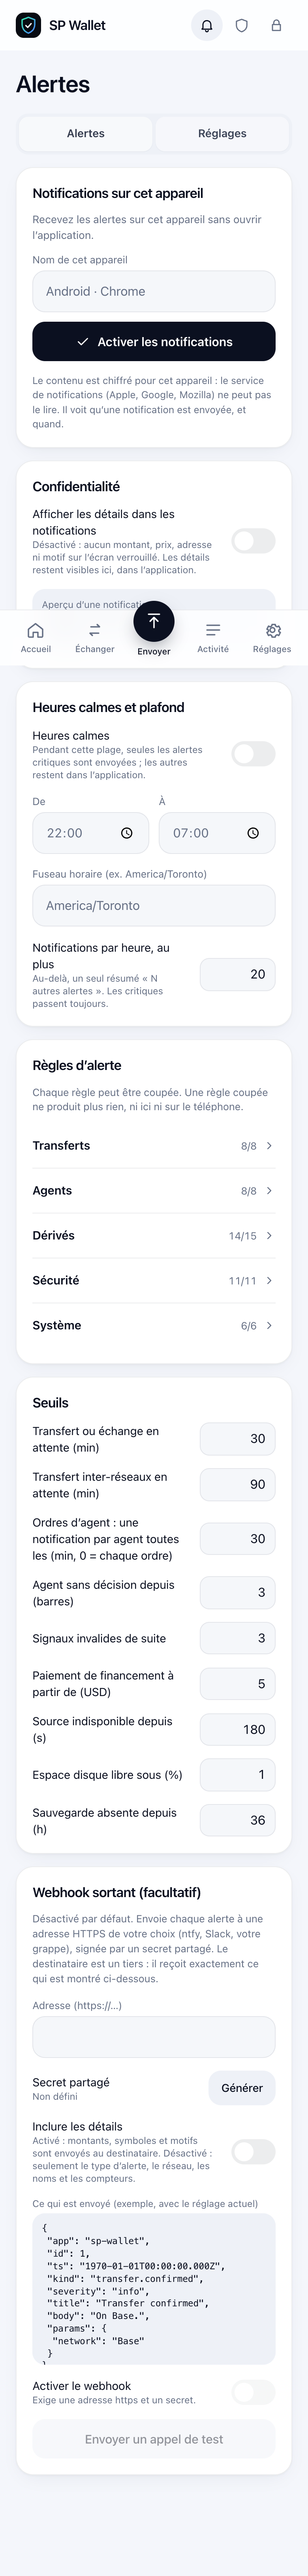 SP Wallet
Alertes
Alertes
Réglages
Notifications sur cet appareil
Recevez les alertes sur cet appareil sans ouvrir
l'application.
Nom de cet appareil
Android · Chrome
Activer les notifications
Le contenu est chiffré pour cet appareil : le service
de notifications (Apple, Google, Mozilla) ne peut pas
le lire. Il voit qu'une notification est envoyée, et
quand.
Confidentialité
Afficher les détails dans les
notifications
Désactivé : aucun montant, prix, adresse
ni motif sur l'écran verrouillé. Les détails
restent visibles ici, dans l'application.
Aperçu d'une
Accueil
Échanger
Envoyer
Activité
Réglages
Heures calmes et plafond
Heures calmes
Pendant cette plage, seules les alertes
critiques sont envoyées ; les autres
restent dans l'application.
De
À
22:00
07:00
Fuseau horaire (ex. America/Toronto)
America/Toronto
Notifications par heure, au
plus
Au-delà, un seul résumé « N
autres alertes ». Les critiques
passent toujours.
20
Règles d'alerte
Chaque règle peut être coupée. Une règle coupée
ne produit plus rien, ni ici ni sur le téléphone.
Transferts 8/8
Agents 8/8
Dérivés 14/15
Sécurité 11/11
Système 6/6
Seuils
Transfert ou échange en
attente (min)
30
Transfert inter-réseaux en
attente (min)
90
Ordres d'agent : une
notification par agent toutes
les (min, 0 = chaque ordre)
30
Agent sans décision depuis
(barres)
3
Signaux invalides de suite
3
Paiement de financement à
partir de (USD)
5
Source indisponible depuis
(s)
180
Espace disque libre sous (%)
1
Sauvegarde absente depuis
(h)
36
Webhook sortant (facultatif)
Désactivé par défaut. Envoie chaque alerte à une
adresse HTTPS de votre choix (ntfy, Slack, votre
grappe), signée par un secret partagé. Le
destinataire est un tiers : il reçoit exactement ce
qui est montré ci-dessous.
Adresse (https://…)
Secret partagé
Non défini
Générer
Inclure les détails
Activé : montants, symboles et motifs
sont envoyés au destinataire. Désactivé :
seulement le type d'alerte, le réseau, les
noms et les compteurs.
Ce qui est envoyé (exemple, avec le réglage actuel)
{
"app": "sp-wallet",
"id": 1,
"ts": "1970-01-01T00:00:00.000Z",
"kind": "transfer.confirmed",
"severity": "info",
"title": "Transfer confirmed",
"body": "On Base.",
"params": {
"network": "Base"
}
}
Activer le webhook
Exige une adresse https et un secret.
Envoyer un appel de test